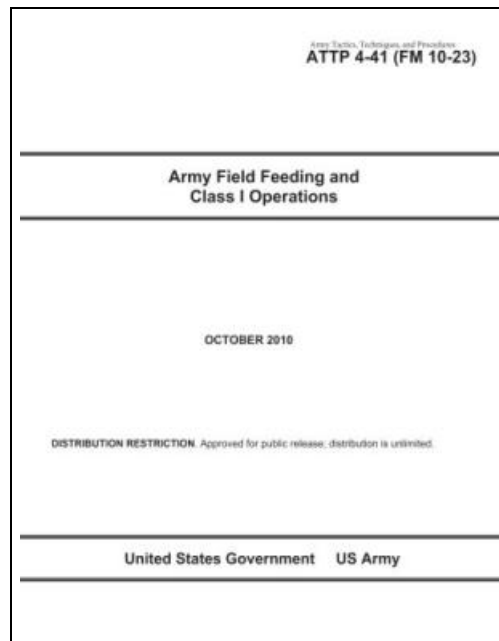 Army Tactics, Techniques, and Procedures
ATTP 4-41 (FM 10-23)
Army Field Feeding and
Class I Operations
OCTOBER 2010
DISTRIBUTION RESTRICTION. Approved for public release; distribution is unlimited.
United States Government US Army